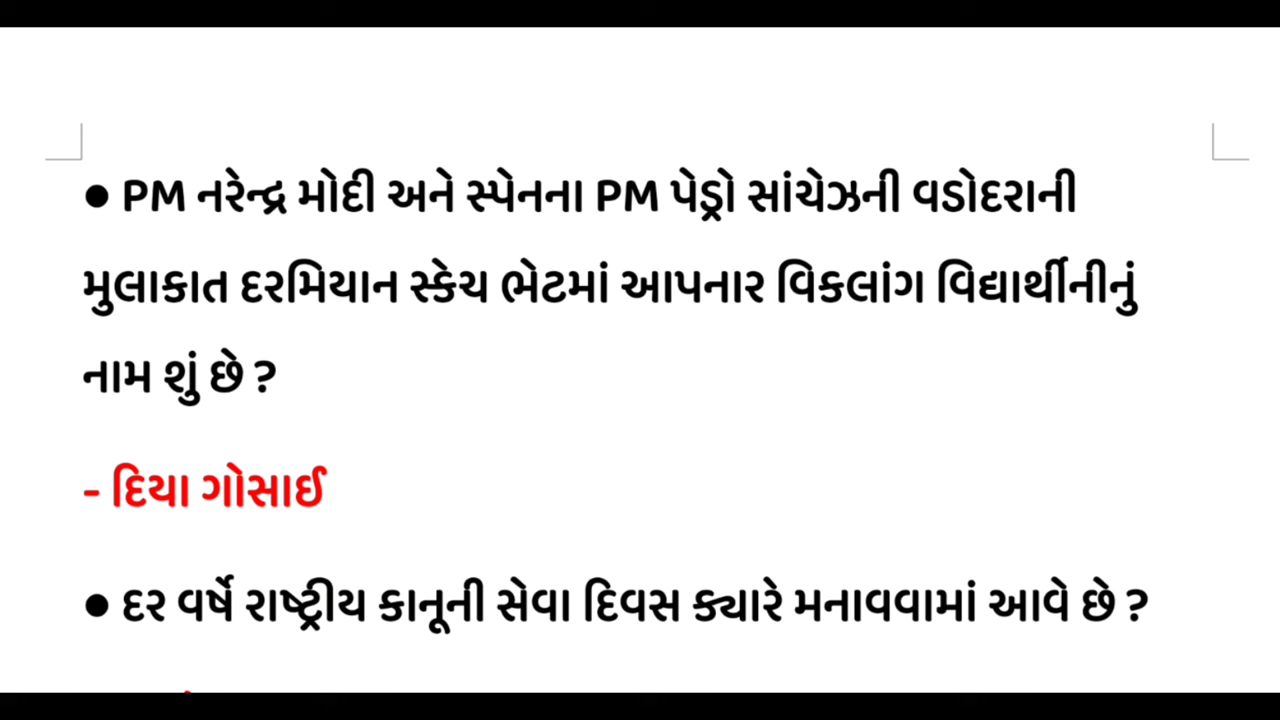 ● PM નરેન્દ્ર મોદી અને સ્પેનના PM પેડ્રો સાંચેઝની વડોદરાની
મુલાકાત દરમિયાન સ્કેચ ભેટમાં આપનાર વિકલાંગ વિદ્યાર્થીનીનું
નામ શું છે ?
- દિયા ગોસાઈ
● દર વર્ષે રાષ્ટ્રીય કાનૂની સેવા દિવસ ક્યારે મનાવવામાં આવે છે ?